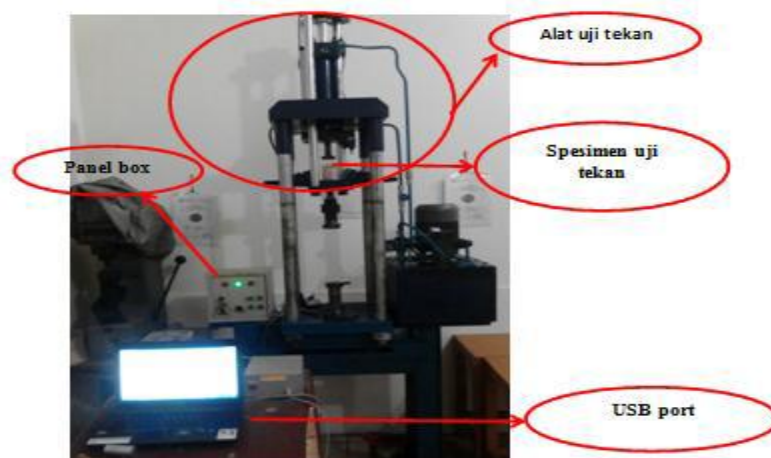 Alat uji tekan
Panel box
Spesimen uji
tekan
USB port